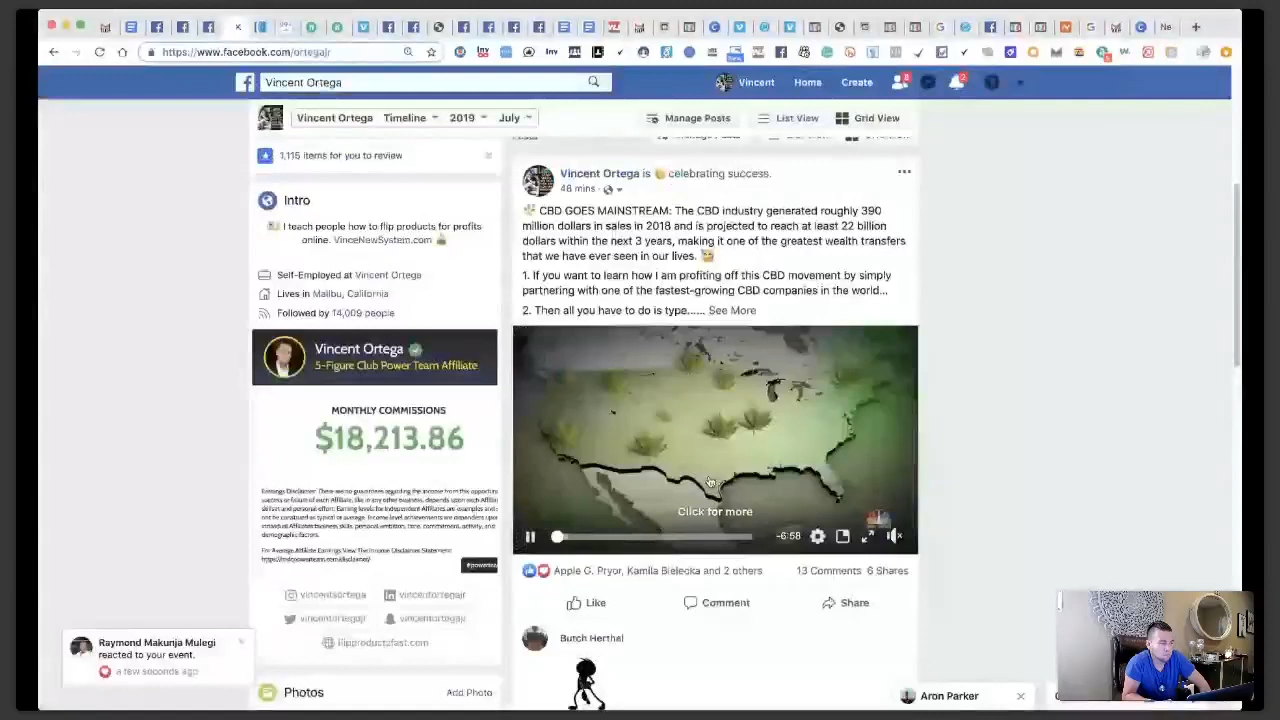 https://www.facebook.com/ortegajr
Vincent Ortega
Vincent
Home
Create
8
2
Vincent Ortega
Timeline
2019
July
Manage Posts
List View
Grid View
1,115 items for you to review
Intro
I teach people how to flip products for profits
online. VinceNewSystem.com
Self-Employed at Vincent Ortega
Lives in Malibu, California
Followed by 14,009 people
Vincent Ortega
5-Figure Club Power Team Affiliate
MONTHLY COMMISSIONS
$18,213.86
vincentsortega
vincentortegajr
vincentortegajr
vincentortegajr
flipproductsfast.com
Photos
Add Photo
Vincent Ortega is celebrating success.
48 mins
CBD GOES MAINSTREAM: The CBD industry generated roughly 390
million dollars in sales in 2018 and is projected to reach at least 22 billion
dollars within the next 3 years, making it one of the greatest wealth transfers
that we have ever seen in our lives.
1. If you want to learn how I am profiting off this CBD movement by simply
partnering with one of the fastest-growing CBD companies in the world...
2. Then all you have to do is type...... See More
Click for more
-6:58
Apple G. Pryor, Kamila Bielecka and 2 others
13 Comments 6 Shares
Like
Comment
Share
Butch Herthel
Raymond Makunja Mulegi
reacted to your event.
a few seconds ago
Aron Parker